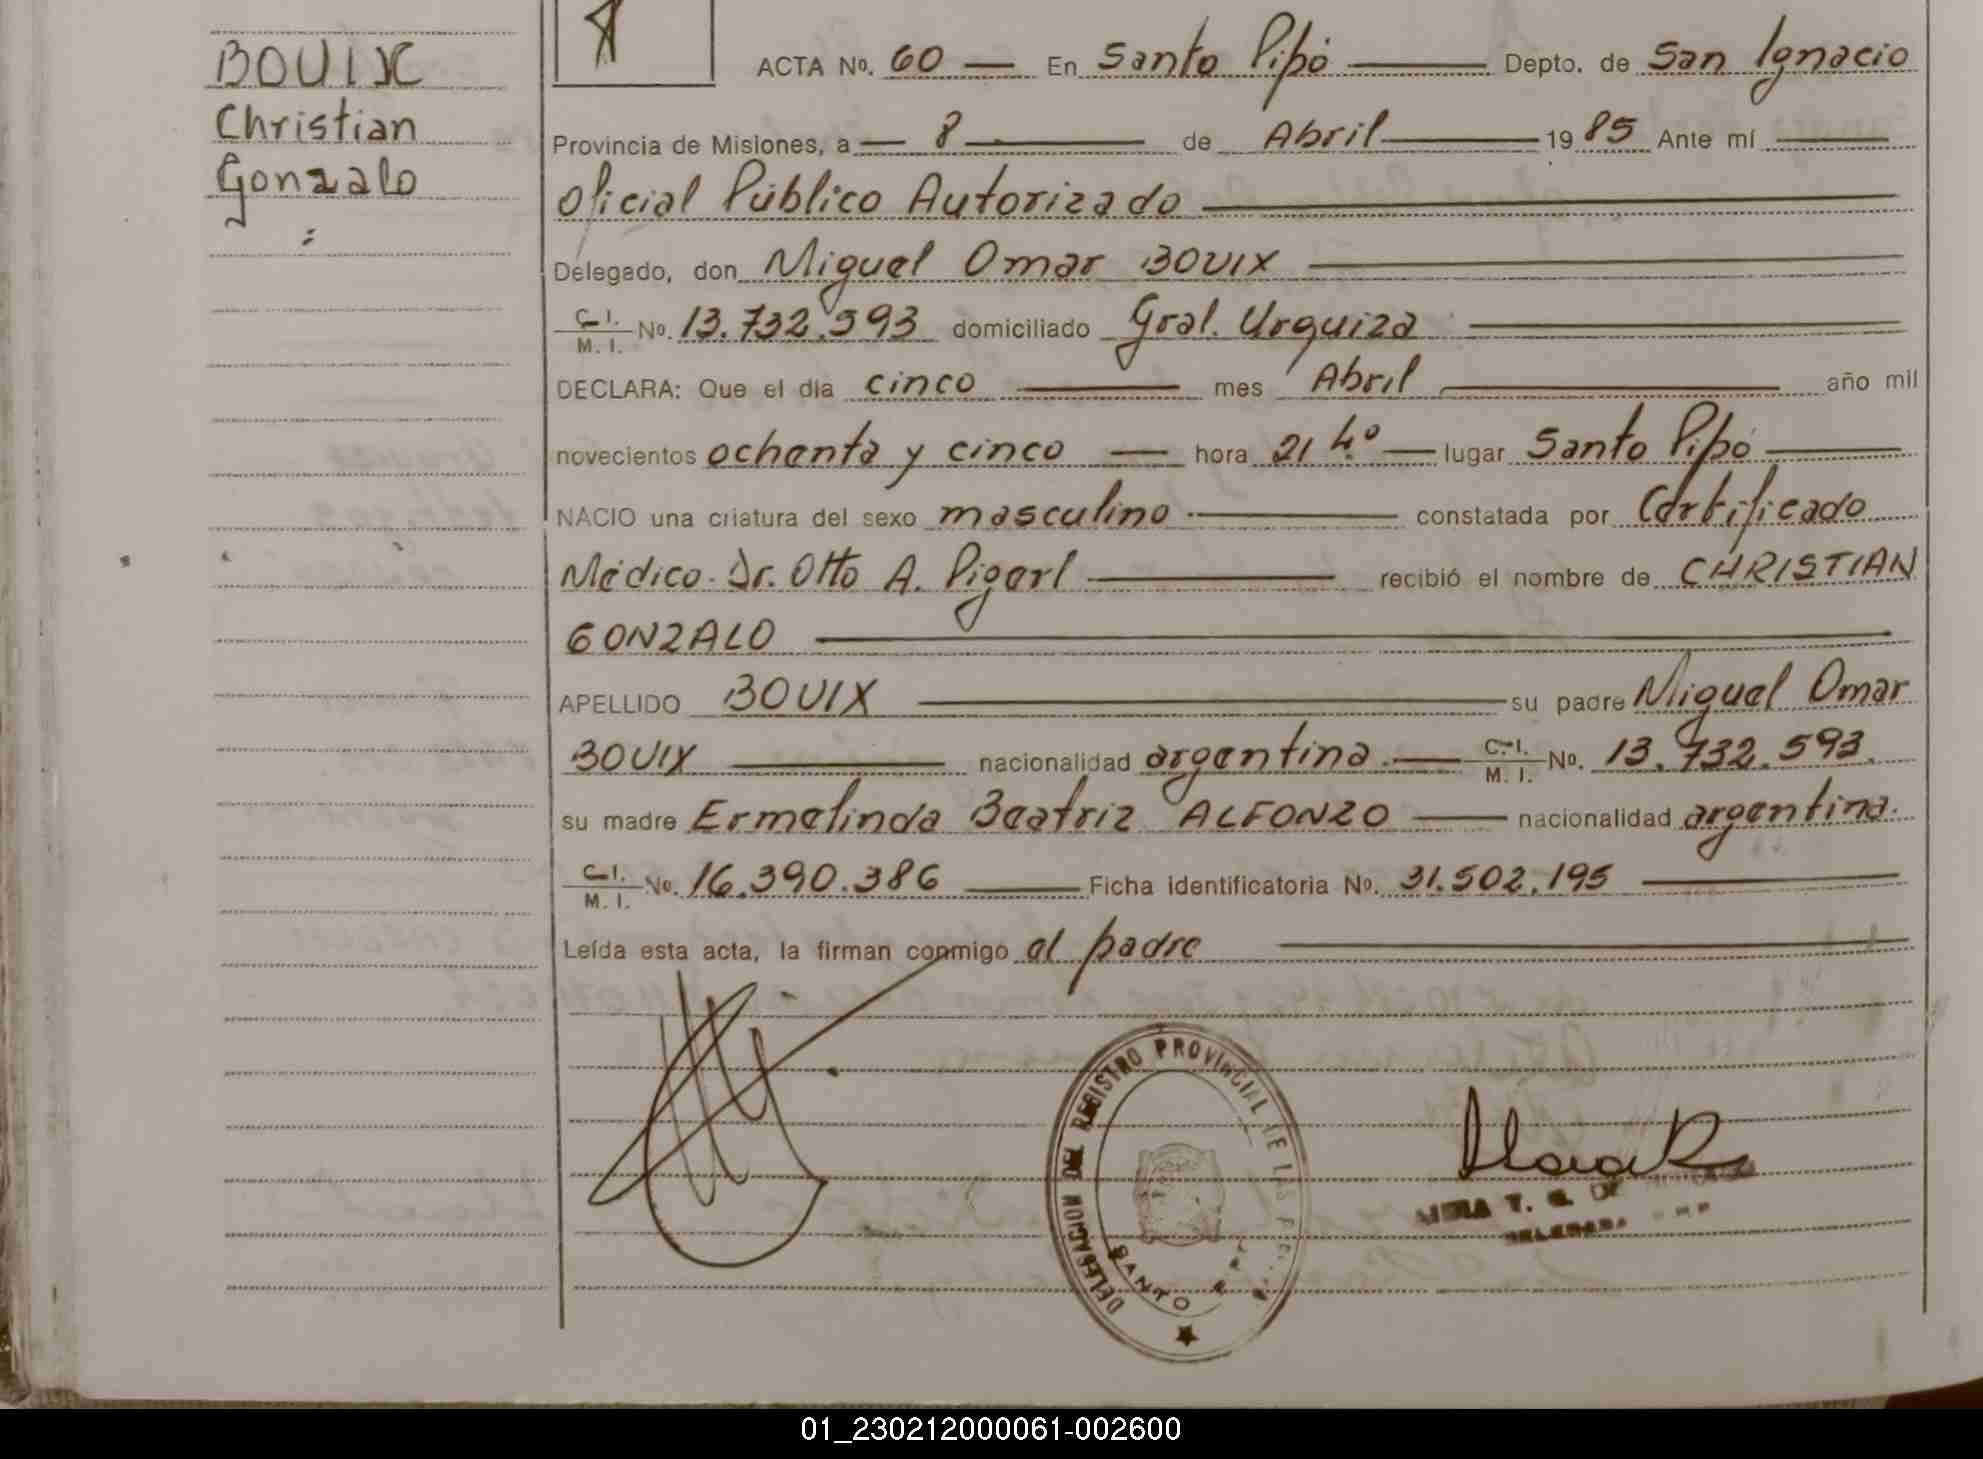 BOUIX
Christian
Gonzalo
ACTA Nº. 60 — En Santo Pipó — Depto. de San Ignacio
Provincia de Misiones, a — 8 — de Abril — 1985 Ante mí —
Oficial Público Autorizado
Delegado, don Miguel Omar BOUIX
C.I. M.I. Nº. 13.732.593 domiciliado Gral. Urquiza
DECLARA: Que el día cinco — mes Abril — año mil
novecientos ochenta y cinco — hora 21 hº — lugar Santo Pipó —
NACIO una criatura del sexo masculino — constatada por Certificado
Médico. Dr. Otto A. Pigerl — recibió el nombre de CHRISTIAN
GONZALO
APELLIDO BOUIX — su padre Miguel Omar
BOUIX — nacionalidad argentina. — C.I. M.I. Nº. 13.732.593.
su madre Ermelinda Beatriz ALFONZO — nacionalidad argentina.
C.I. M.I. Nº. 16.390.386 — Ficha identificatoria Nº. 31.502.195 —
Leída esta acta, la firman conmigo el padre
DELEGACION DEL REGISTRO PROVINCIAL DE LAS
SANTO
T. G. DE
DELEGADA
01_230212000061-002600